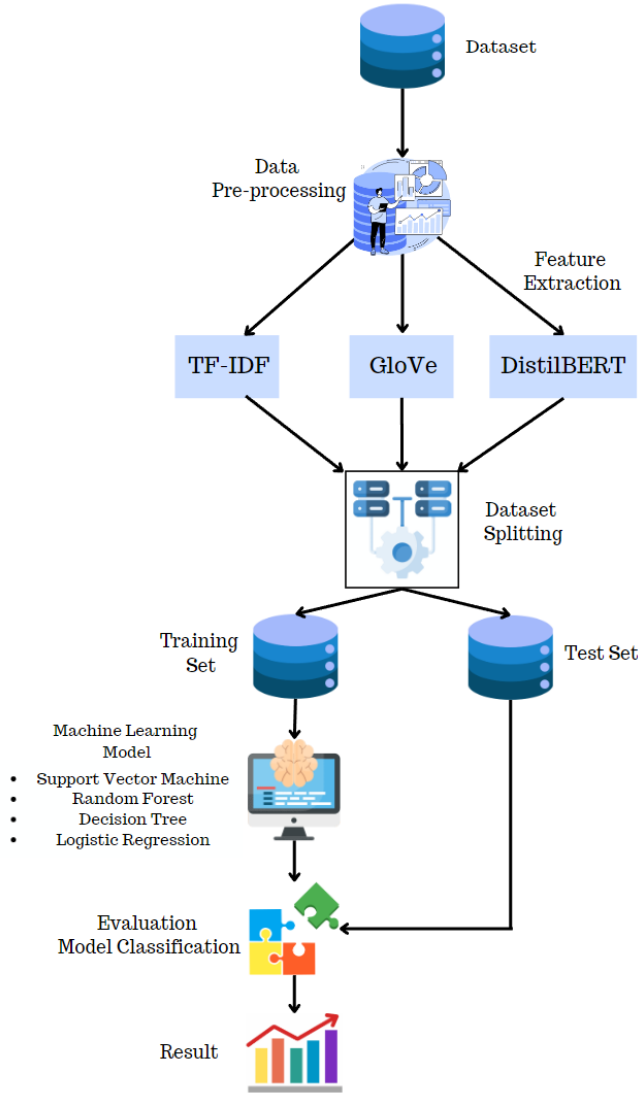 Dataset
Data
Pre-processing
Feature
Extraction
TF-IDF
GloVe
DistilBERT
Dataset
Splitting
Training
Set
Test Set
Machine Learning
Model
• Support Vector Machine
• Random Forest
• Decision Tree
• Logistic Regression
Evaluation
Model Classification
Result